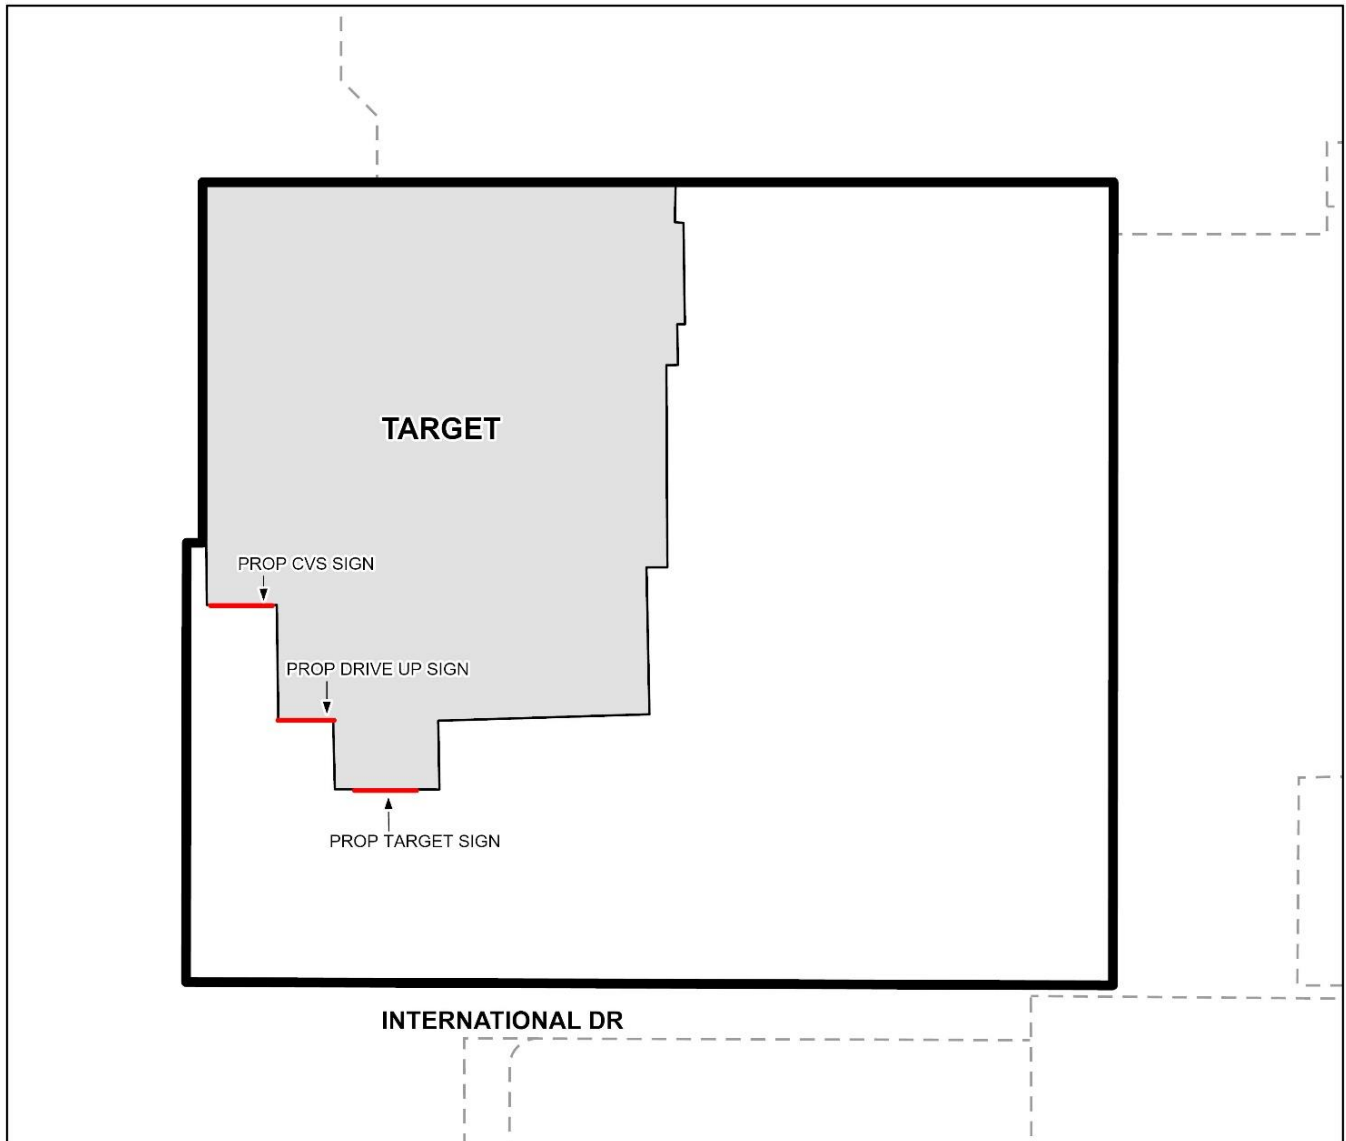 TARGET
PROP CVS SIGN
PROP DRIVE UP SIGN
PROP TARGET SIGN
INTERNATIONAL DR